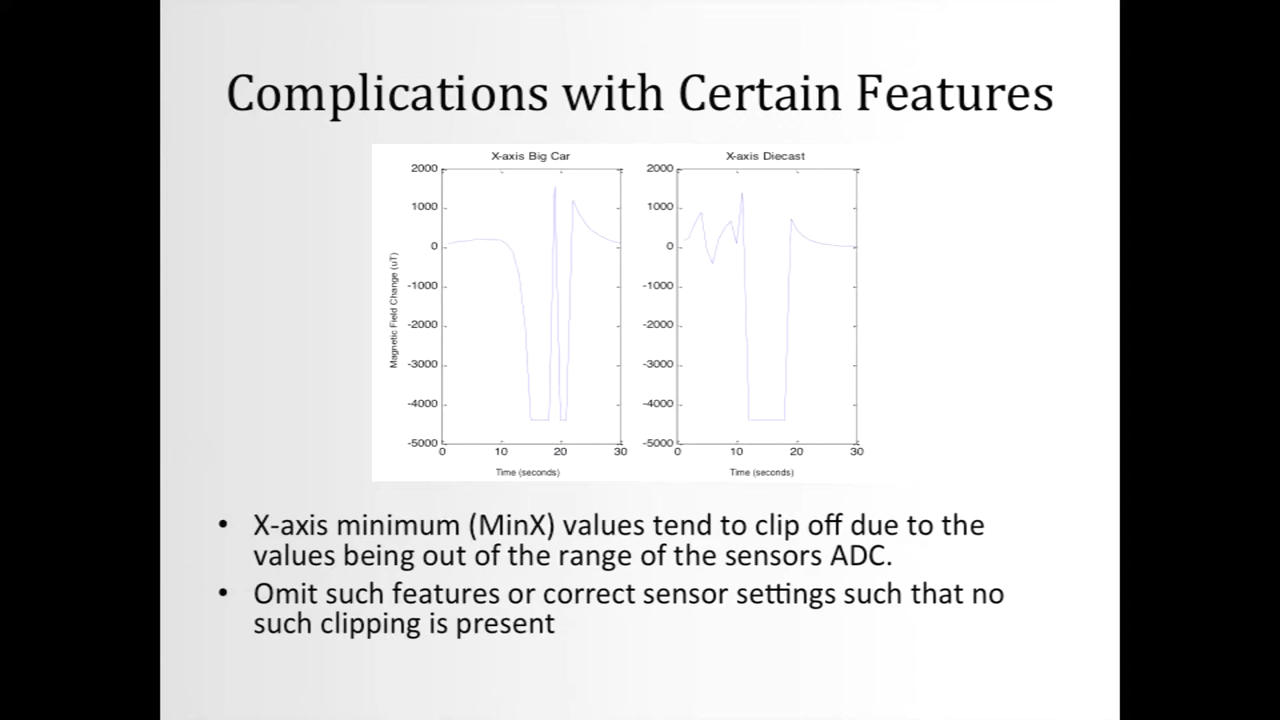 Complications with Certain Features
X-axis Big Car
2000
1000
0
-1000
-2000
-3000
-4000
-5000
Magnetic Field Change (uT)
0 10 20 30
Time (seconds)
X-axis Diecast
2000
1000
0
-1000
-2000
-3000
-4000
-5000
0 10 20 30
Time (seconds)
• X-axis minimum (MinX) values tend to clip off due to the
values being out of the range of the sensors ADC.
• Omit such features or correct sensor settings such that no
such clipping is present